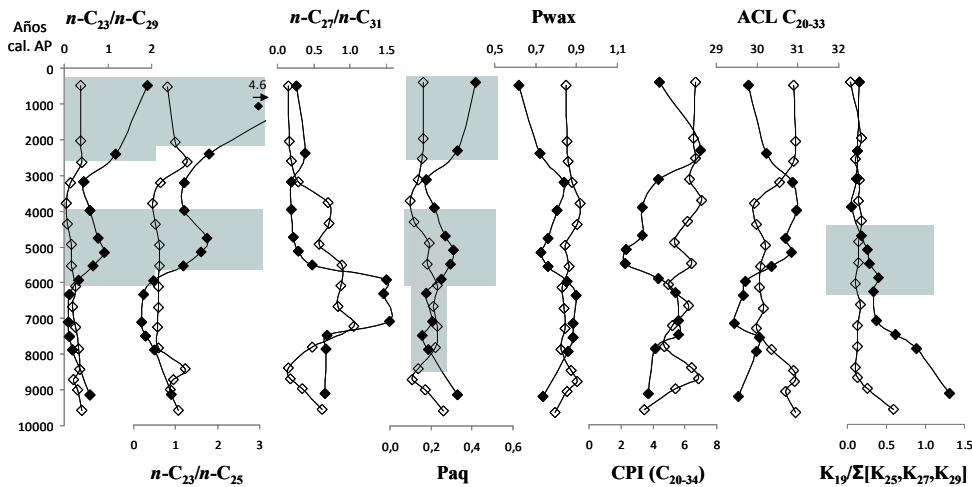 n-C23/n-C29
n-C27/n-C31
Pwax
ACL C20-33
Años
cal. AP
0 1 2
0.0 0.5 1.0 1.5
0,5 0,7 0,9 1,1
29 30 31 32
0
1000
2000
3000
4000
5000
6000
7000
8000
9000
10000
4.6
0 1 2 3
0,0 0,2 0,4 0,6
0 2 4 6 8
0.0 0.5 1.0 1.5
n-C23/n-C25
Paq
CPI (C20-34)
K19/Σ[K25,K27,K29]